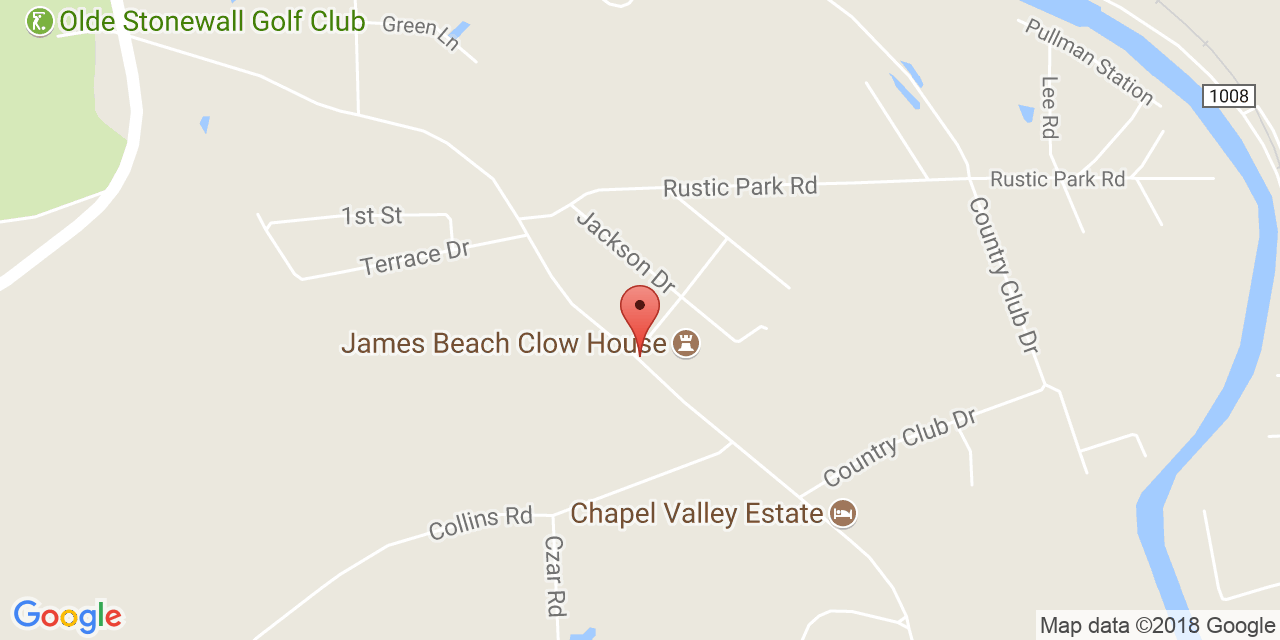 Olde Stonewall Golf Club
Green Ln
Pullman Station
1008
Lee Rd
Rustic Park Rd
Rustic Park Rd
1st St
Jackson Dr
Country Club Dr
Terrace Dr
James Beach Clow House
Country Club Dr
Chapel Valley Estate
Collins Rd
Czar Rd
Google
Map data ©2018 Google